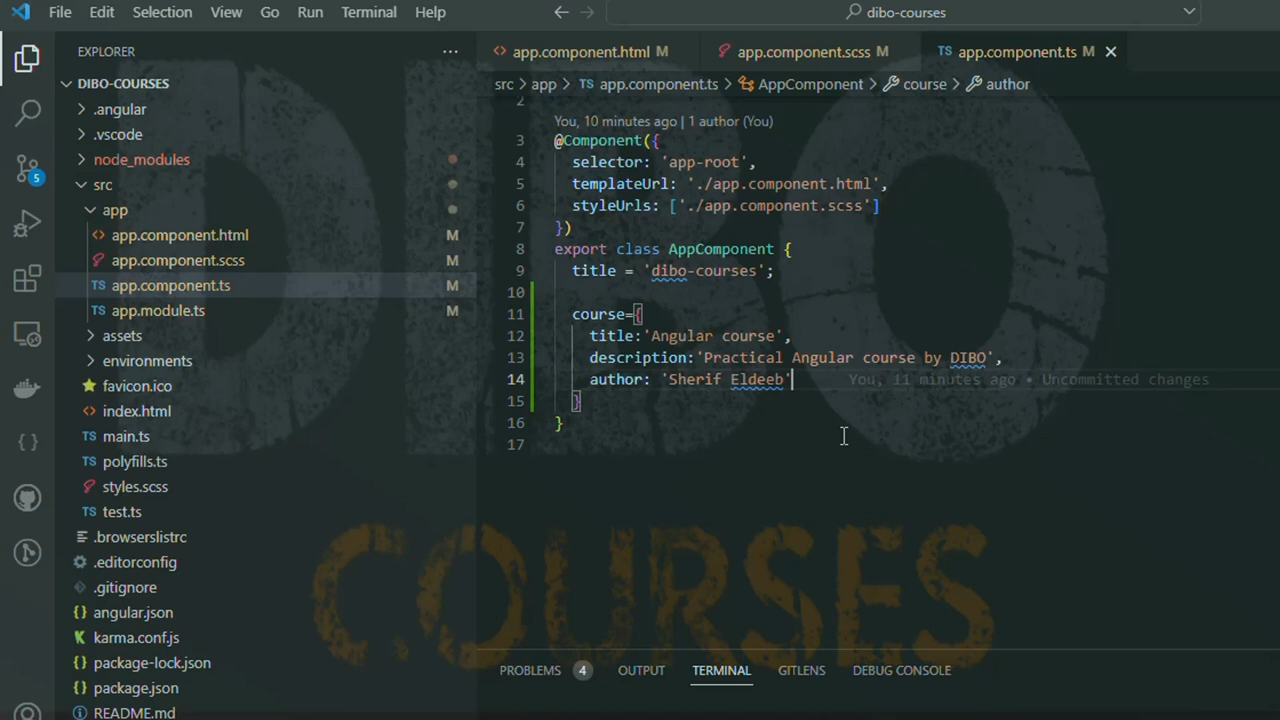 File Edit Selection View Go Run Terminal Help
dibo-courses
EXPLORER
DIBO-COURSES
.angular
.vscode
node_modules
src
app
app.component.html M
app.component.scss M
app.component.ts M
app.module.ts M
assets
environments
favicon.ico
index.html
main.ts
polyfills.ts
styles.scss
test.ts
.browserslistrc
.editorconfig
.gitignore
angular.json
karma.conf.js
package-lock.json
package.json
README.md
5
app.component.html M app.component.scss M TS app.component.ts M
src > app > TS app.component.ts > AppComponent > course > author
2
You, 10 minutes ago | 1 author (You)
3 @Component({
4 selector: 'app-root',
5 templateUrl: './app.component.html',
6 styleUrls: ['./app.component.scss']
7 })
8 export class AppComponent {
9 title = 'dibo-courses';
10
11 course={
12 title:'Angular course',
13 description:'Practical Angular course by DIBO',
14 author: 'Sherif Eldeeb' You, 11 minutes ago • Uncommitted changes
15 }
16 }
17
PROBLEMS 4 OUTPUT TERMINAL GITLENS DEBUG CONSOLE
DIBO
COURSES